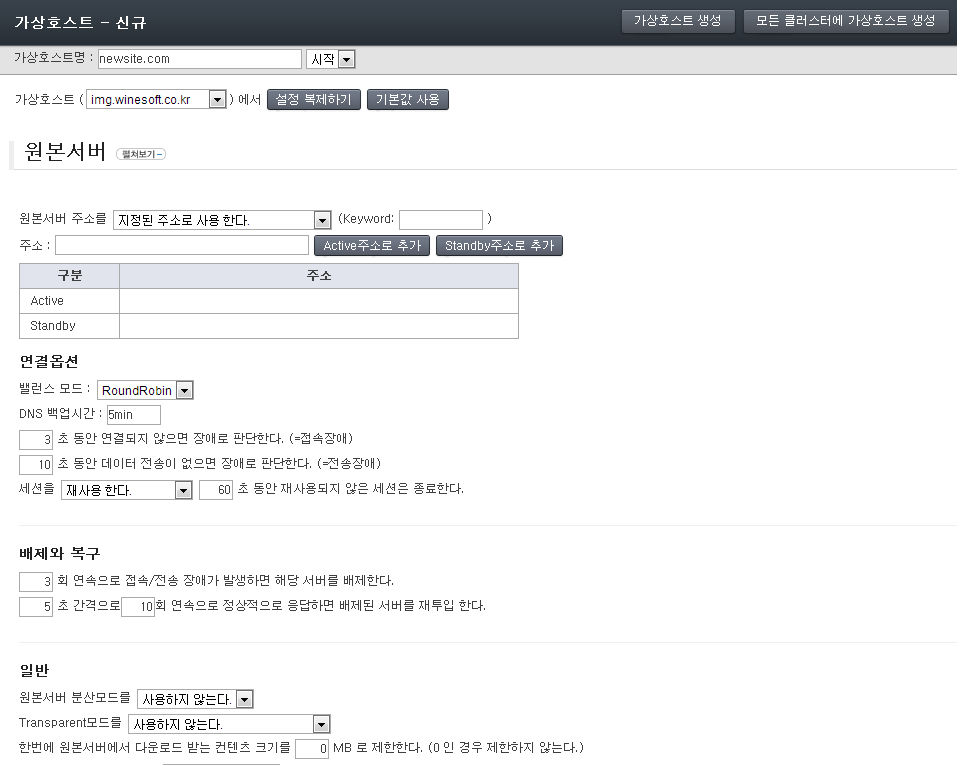 가상호스트 - 신규 가상호스트 생성 모든 클러스터에 가상호스트 생성
가상호스트명 : newsite.com 시작
가상호스트 ( img.winesoft.co.kr ) 에서 설정 복제하기 기본값 사용
원본서버 펼쳐보기-
원본서버 주소를 지정된 주소로 사용 한다. (Keyword: )
주소 : Active주소로 추가 Standby주소로 추가
구분 주소
Active
Standby
연결옵션
밸런스 모드 : RoundRobin
DNS 백업시간 : 5min
3 초 동안 연결되지 않으면 장애로 판단한다. (=접속장애)
10 초 동안 데이터 전송이 없으면 장애로 판단한다. (=전송장애)
세션을 재사용 한다. 60 초 동안 재사용되지 않은 세션은 종료한다.
배제와 복구
3 회 연속으로 접속/전송 장애가 발생하면 해당 서버를 배제한다.
5 초 간격으로 10 회 연속으로 정상적으로 응답하면 배제된 서버를 재투입 한다.
일반
원본서버 분산모드를 사용하지 않는다.
Transparent모드를 사용하지 않는다.
한번에 원본서버에서 다운로드 받는 컨텐츠 크기를 0 MB 로 제한한다. (0 인 경우 제한하지 않는다.)